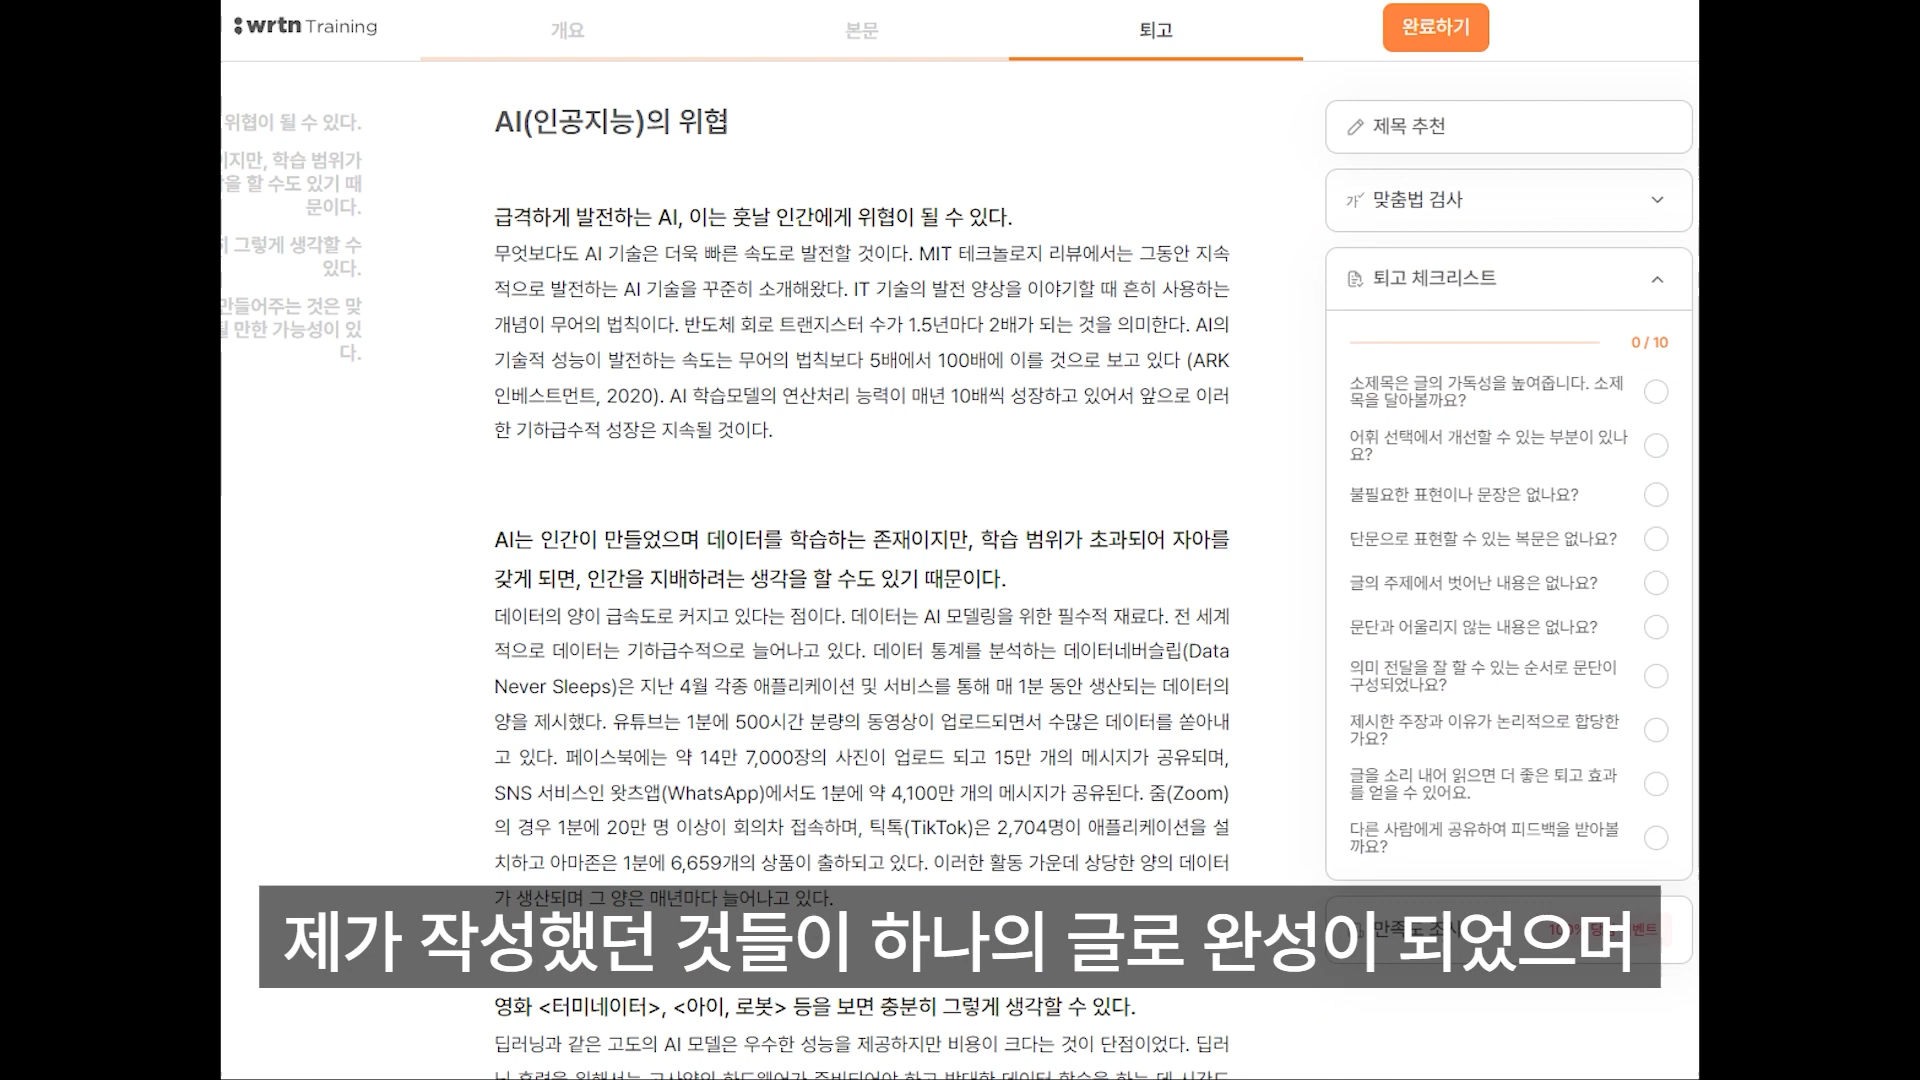 wrtn Training
개요
본문
퇴고
완료하기
위협이 될 수 있다.
이지만, 학습 범위가
을 할 수도 있기 때
문이다.
그렇게 생각할 수
있다.
만들어주는 것은 맞
만한 가능성이 있
다.
AI(인공지능)의 위협
급격하게 발전하는 AI, 이는 훗날 인간에게 위협이 될 수 있다.
무엇보다도 AI 기술은 더욱 빠른 속도로 발전할 것이다. MIT 테크놀로지 리뷰에서는 그동안 지속
적으로 발전하는 AI 기술을 꾸준히 소개해왔다. IT 기술의 발전 양상을 이야기할 때 흔히 사용하는
개념이 무어의 법칙이다. 반도체 회로 트랜지스터 수가 1.5년마다 2배가 되는 것을 의미한다. AI의
기술적 성능이 발전하는 속도는 무어의 법칙보다 5배에서 100배에 이를 것으로 보고 있다 (ARK
인베스트먼트, 2020). AI 학습모델의 연산처리 능력이 매년 10배씩 성장하고 있어서 앞으로 이러
한 기하급수적 성장은 지속될 것이다.
AI는 인간이 만들었으며 데이터를 학습하는 존재이지만, 학습 범위가 초과되어 자아를
갖게 되면, 인간을 지배하려는 생각을 할 수도 있기 때문이다.
데이터의 양이 급속도로 커지고 있다는 점이다. 데이터는 AI 모델링을 위한 필수적 재료다. 전 세계
적으로 데이터는 기하급수적으로 늘어나고 있다. 데이터 통계를 분석하는 데이터네버슬립(Data
Never Sleeps)은 지난 4월 각종 애플리케이션 및 서비스를 통해 매 1분 동안 생산되는 데이터의
양을 제시했다. 유튜브는 1분에 500시간 분량의 동영상이 업로드되면서 수많은 데이터를 쏟아내
고 있다. 페이스북에는 약 14만 7,000장의 사진이 업로드 되고 15만 개의 메시지가 공유되며,
SNS 서비스인 왓츠앱(WhatsApp)에서도 1분에 약 4,100만 개의 메시지가 공유된다. 줌(Zoom)
의 경우 1분에 20만 명 이상이 회의차 접속하며, 틱톡(TikTok)은 2,704명이 애플리케이션을 설
치하고 아마존은 1분에 6,659개의 상품이 출하되고 있다. 이러한 활동 가운데 상당한 양의 데이터
가 생산되며 그 양은 매년마다 늘어나고 있다.
영화 <터미네이터>, <아이, 로봇> 등을 보면 충분히 그렇게 생각할 수 있다.
딥러닝과 같은 고도의 AI 모델은 우수한 성능을 제공하지만 비용이 크다는 것이 단점이었다. 딥러
제목 추천
맞춤법 검사
퇴고 체크리스트
0 / 10
소제목은 글의 가독성을 높여줍니다. 소제
목을 달아볼까요?
어휘 선택에서 개선할 수 있는 부분이 있나
요?
불필요한 표현이나 문장은 없나요?
단문으로 표현할 수 있는 복문은 없나요?
글의 주제에서 벗어난 내용은 없나요?
문단과 어울리지 않는 내용은 없나요?
의미 전달을 잘 할 수 있는 순서로 문단이
구성되었나요?
제시한 주장과 이유가 논리적으로 합당한
가요?
글을 소리 내어 읽으면 더 좋은 퇴고 효과
를 얻을 수 있어요.
다른 사람에게 공유하여 피드백을 받아볼
까요?
제가 작성했던 것들이 하나의 글로 완성이 되었으며